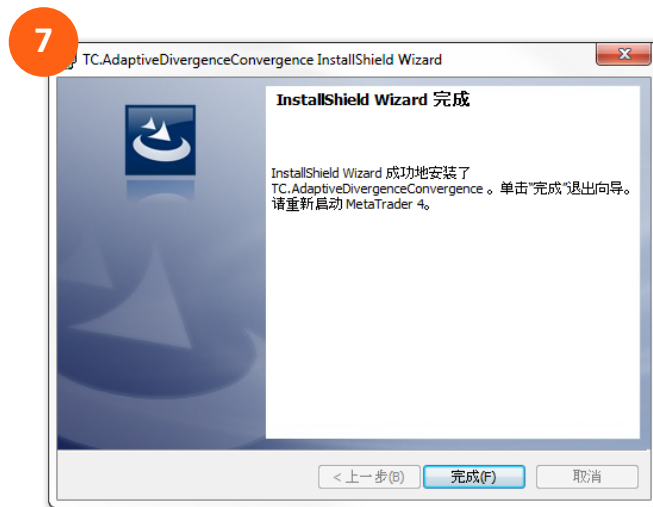 7
TC.AdaptiveDivergenceConvergence InstallShield Wizard
InstallShield Wizard 完成
InstallShield Wizard 成功地安装了
TC.AdaptiveDivergenceConvergence 。单击“完成”退出向导。
请重新启动 MetaTrader 4。
< 上一步(B)
完成(F)
取消